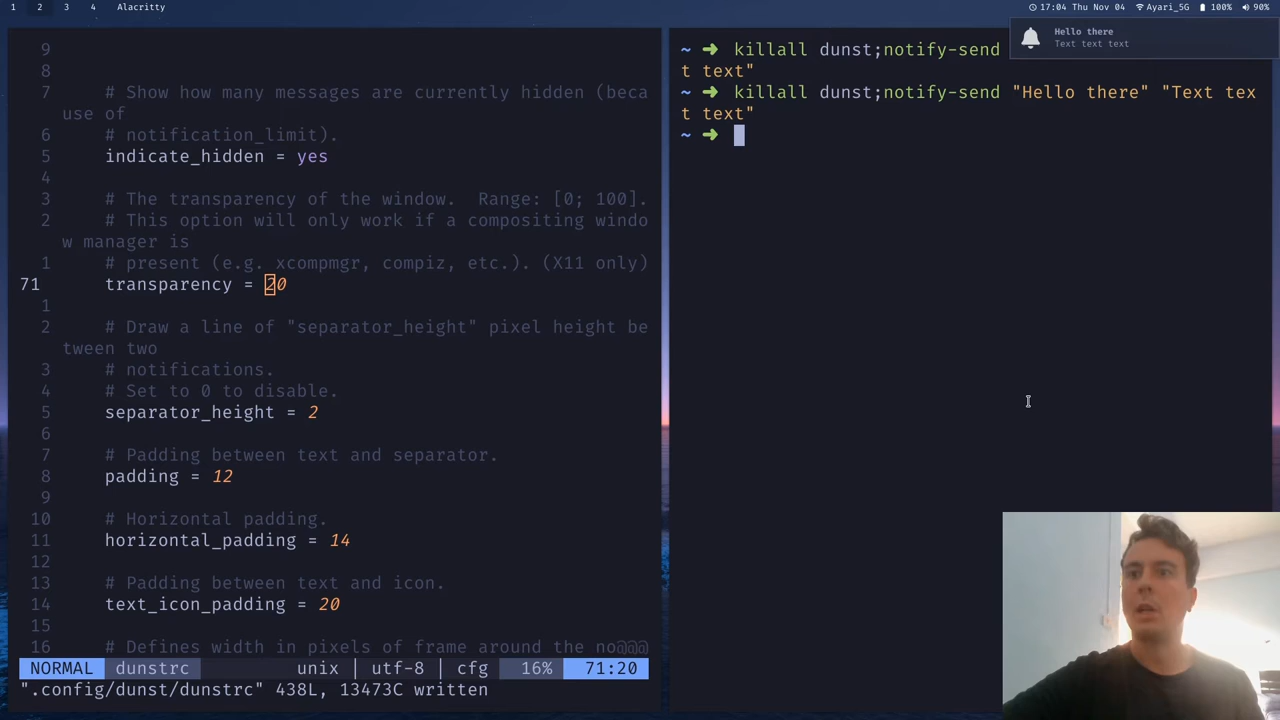 1 2 3 4 Alacritty
17:04 Thu Nov 04 Ayari_5G 100% 90%
9
8
7 # Show how many messages are currently hidden (beca
use of
6 # notification_limit).
5 indicate_hidden = yes
4
3 # The transparency of the window.  Range: [0; 100].
2 # This option will only work if a compositing windo
w manager is
1 # present (e.g. xcompmgr, compiz, etc.). (X11 only)
71 transparency = 20
1
2 # Draw a line of "separator_height" pixel height be
tween two
3 # notifications.
4 # Set to 0 to disable.
5 separator_height = 2
6
7 # Padding between text and separator.
8 padding = 12
9
10 # Horizontal padding.
11 horizontal_padding = 14
12
13 # Padding between text and icon.
14 text_icon_padding = 20
15
16 # Defines width in pixels of frame around the no@@@
NORMAL dunstrc unix | utf-8 | cfg 16% 71:20
".config/dunst/dunstrc" 438L, 13473C written
~ ➜ killall dunst;notify-send
t text"
~ ➜ killall dunst;notify-send "Hello there" "Text tex
t text"
~ ➜
Hello there
Text text text